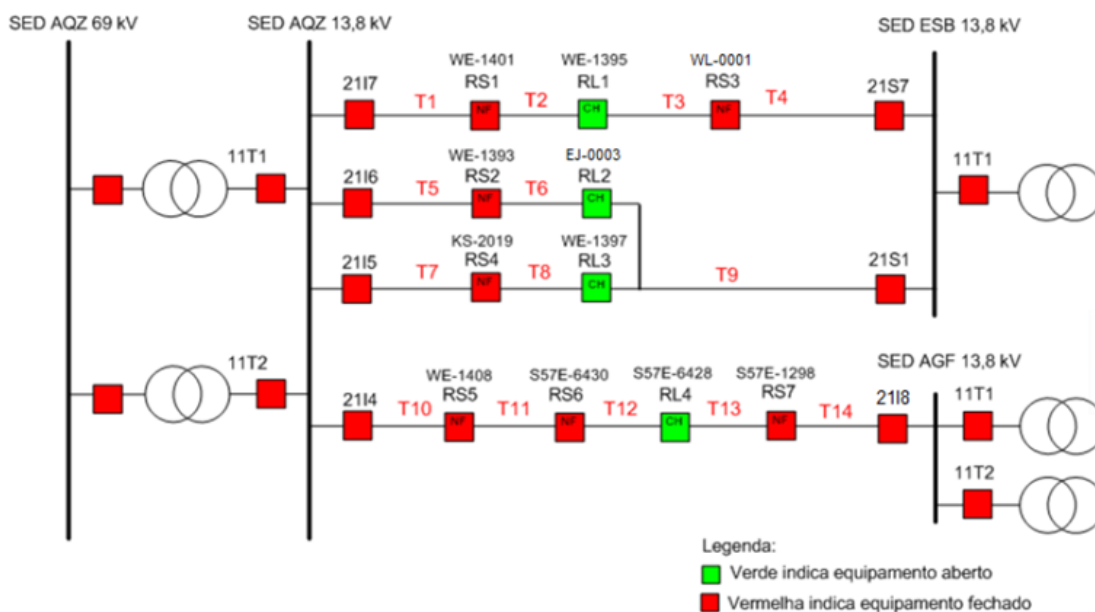 SED AQZ 69 kV
SED AQZ 13,8 kV
SED ESB 13,8 kV
WE-1401
WE-1395
WL-0001
21I7
T1
RS1
T2
RL1
T3
RS3
T4
21S7
NF
CH
NF
11T1
WE-1393
EJ-0003
11T1
21I6
T5
RS2
T6
RL2
NF
CH
KS-2019
WE-1397
21I5
T7
RS4
T8
RL3
T9
21S1
NF
CH
11T2
SED AGF 13,8 kV
WE-1408
S57E-6430
S57E-6428
S57E-1298
21I4
T10
RS5
T11
RS6
T12
RL4
T13
RS7
T14
21I8
11T1
NF
NF
CH
NF
11T2
Legenda:
Verde indica equipamento aberto
Vermelha indica equipamento fechado